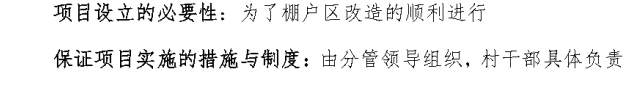 项目设立的必要性：为了棚户区改造的顺利进行
保证项目实施的措施与制度：由分管领导组织，村干部具体负责